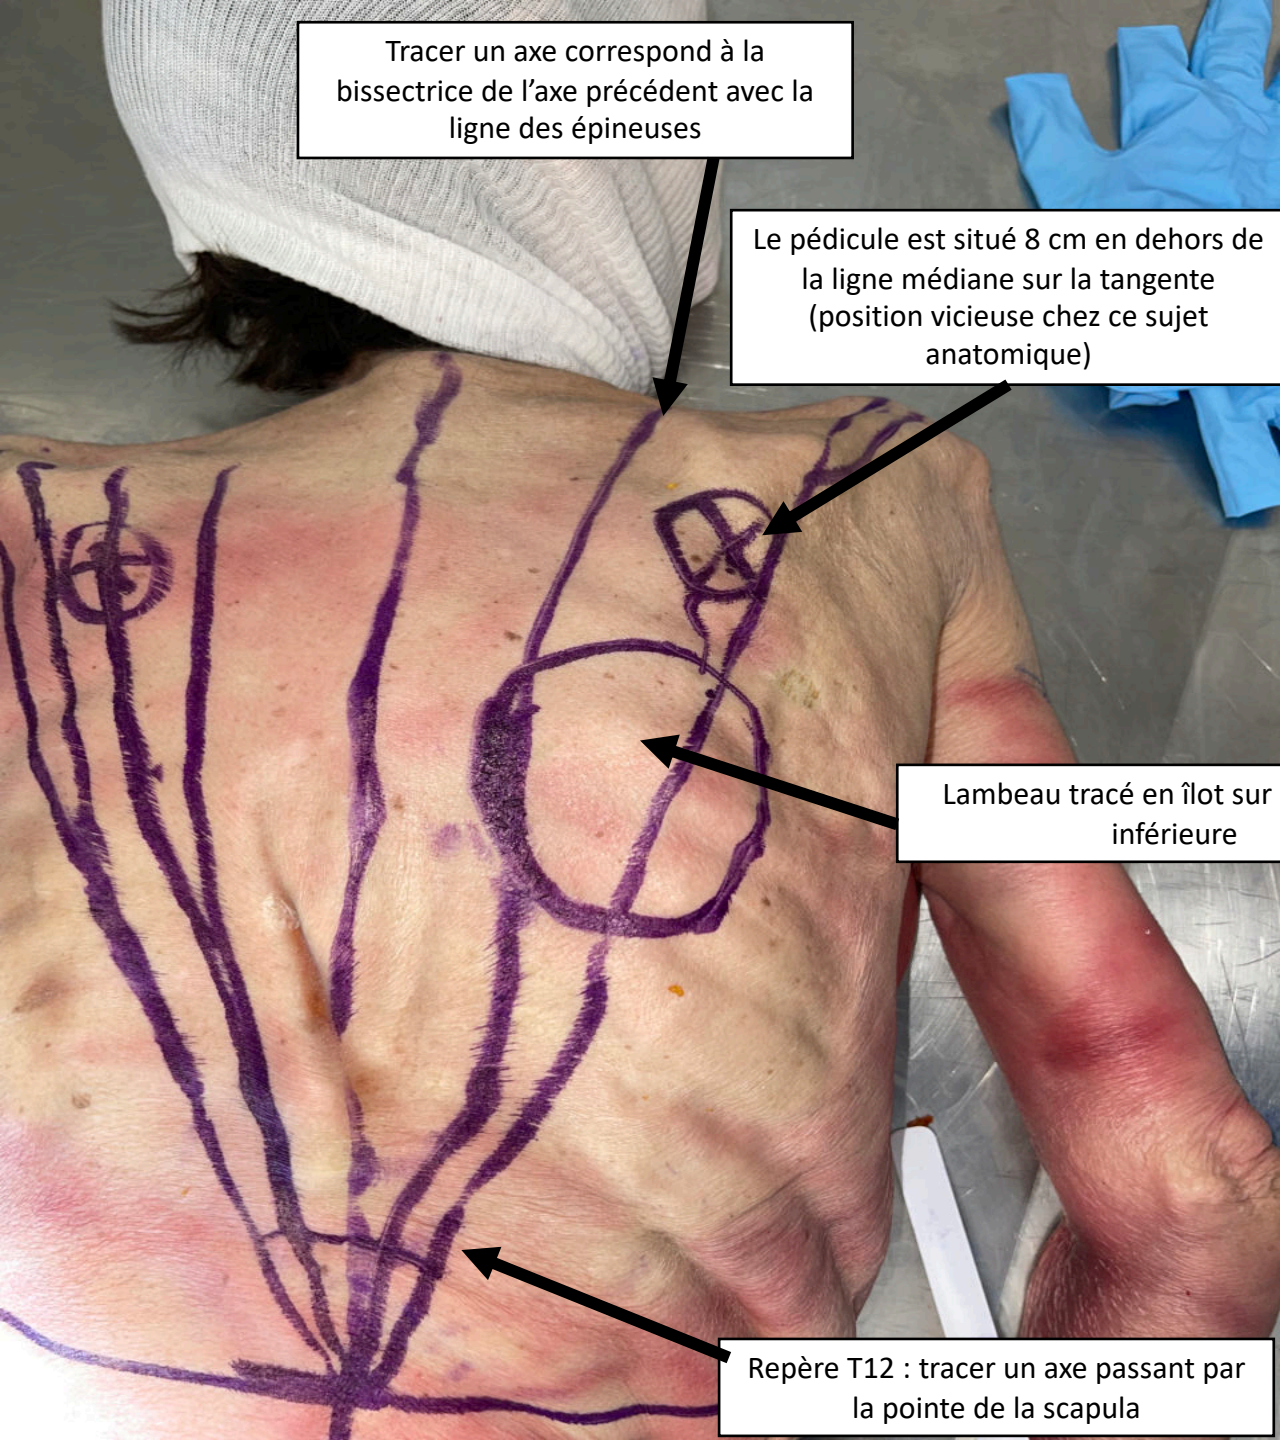 Tracer un axe correspond à la
bissectrice de l’axe précédent avec la
ligne des épineuses
Le pédicule est situé 8 cm en dehors de
la ligne médiane sur la tangente
(position vicieuse chez ce sujet
anatomique)
Lambeau tracé en îlot sur
inférieure
Repère T12 : tracer un axe passant par
la pointe de la scapula